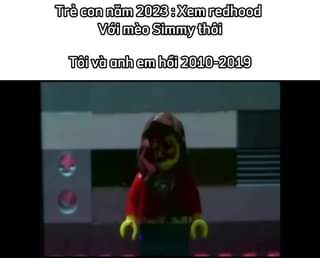 Trẻ con năm 2023 : Xem redhood
Với mèo Simmy thôi
Tôi và anh em hồi 2010-2019